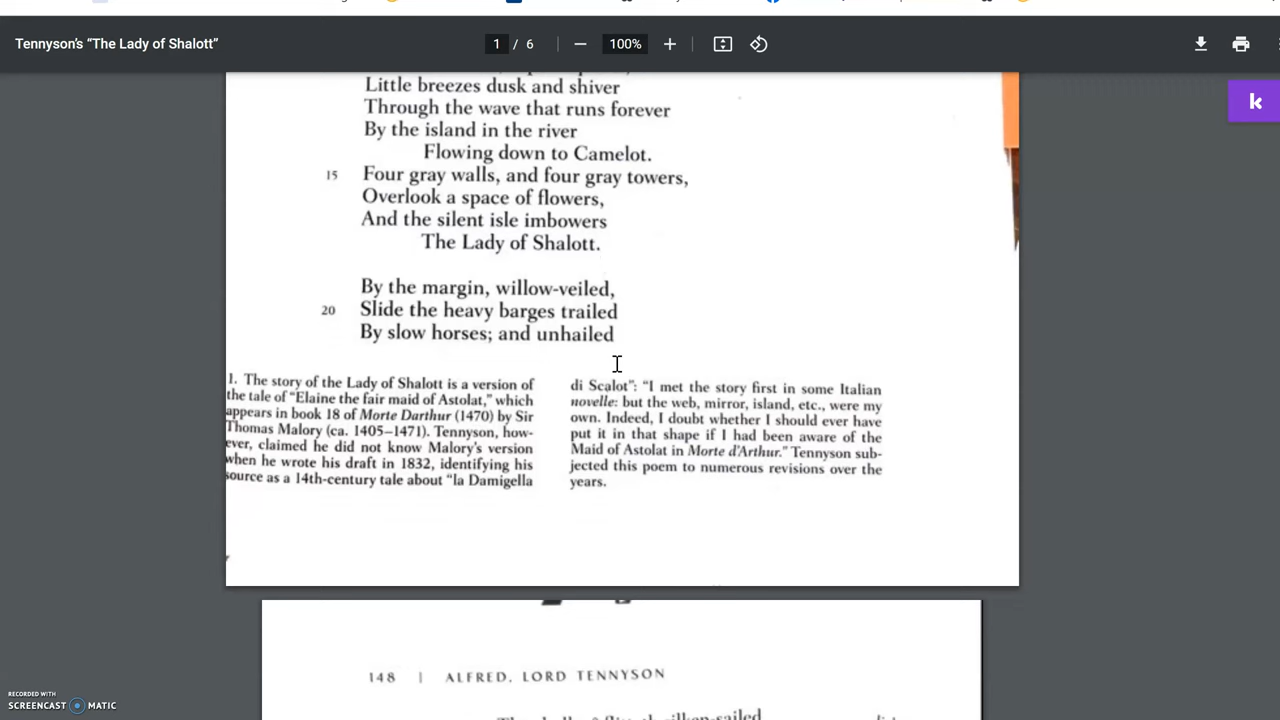 Tennyson's “The Lady of Shalott”
1 / 6
100%
k
Little breezes dusk and shiver
Through the wave that runs forever
By the island in the river
Flowing down to Camelot.
15 Four gray walls, and four gray towers,
Overlook a space of flowers,
And the silent isle imbowers
The Lady of Shalott.
By the margin, willow-veiled,
20 Slide the heavy barges trailed
By slow horses; and unhailed
1. The story of the Lady of Shalott is a version of
the tale of “Elaine the fair maid of Astolat,” which
appears in book 18 of Morte Darthur (1470) by Sir
Thomas Malory (ca. 1405–1471). Tennyson, how-
ever, claimed he did not know Malory's version
when he wrote his draft in 1832, identifying his
source as a 14th-century tale about “la Damigella
di Scalot”: “I met the story first in some Italian
novelle: but the web, mirror, island, etc., were my
own. Indeed, I doubt whether I should ever have
put it in that shape if I had been aware of the
Maid of Astolat in Morte d'Arthur.” Tennyson sub-
jected this poem to numerous revisions over the
years.
148 | ALFRED, LORD TENNYSON
RECORDED WITH
SCREENCAST MATIC